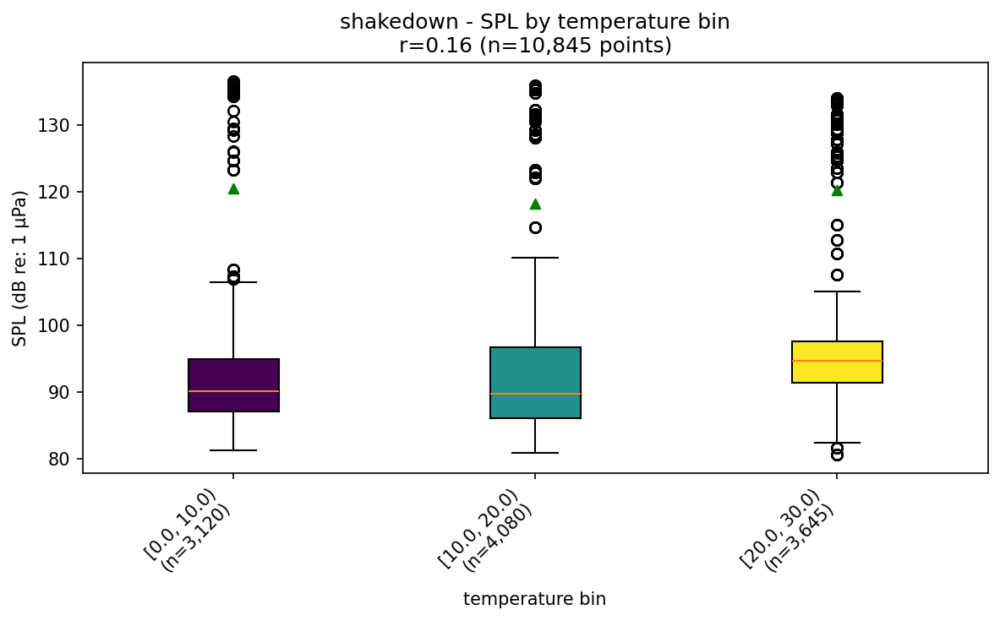 shakedown - SPL by temperature bin
r=0.16 (n=10,845 points)
SPL (dB re: 1 μPa)
130
120
110
100
90
80
[0.0, 10.0)
(n=3,120)
[10.0, 20.0)
(n=4,080)
[20.0, 30.0)
(n=3,645)
temperature bin